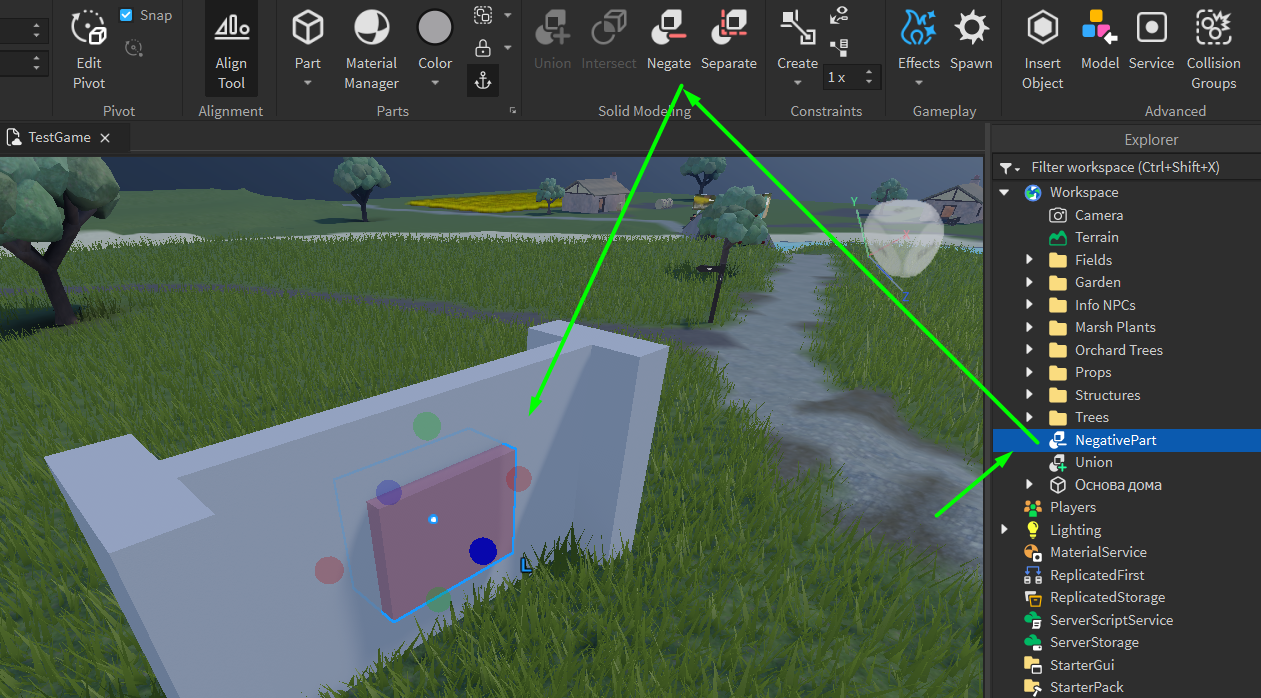 Snap
Edit
Pivot
Pivot
Align
Tool
Alignment
Part
Material
Manager
Color
Parts
Union
Intersect
Negate
Separate
Solid Modeling
Create
1 x
Constraints
Effects
Spawn
Gameplay
Insert
Object
Model
Service
Collision
Groups
Advanced
TestGame
Explorer
Filter workspace (Ctrl+Shift+X)
Workspace
Camera
Terrain
Fields
Garden
Info NPCs
Marsh Plants
Orchard Trees
Props
Structures
Trees
NegativePart
Union
Основа дома
Players
Lighting
MaterialService
ReplicatedFirst
ReplicatedStorage
ServerScriptService
ServerStorage
StarterGui
StarterPack
Y
Z
L